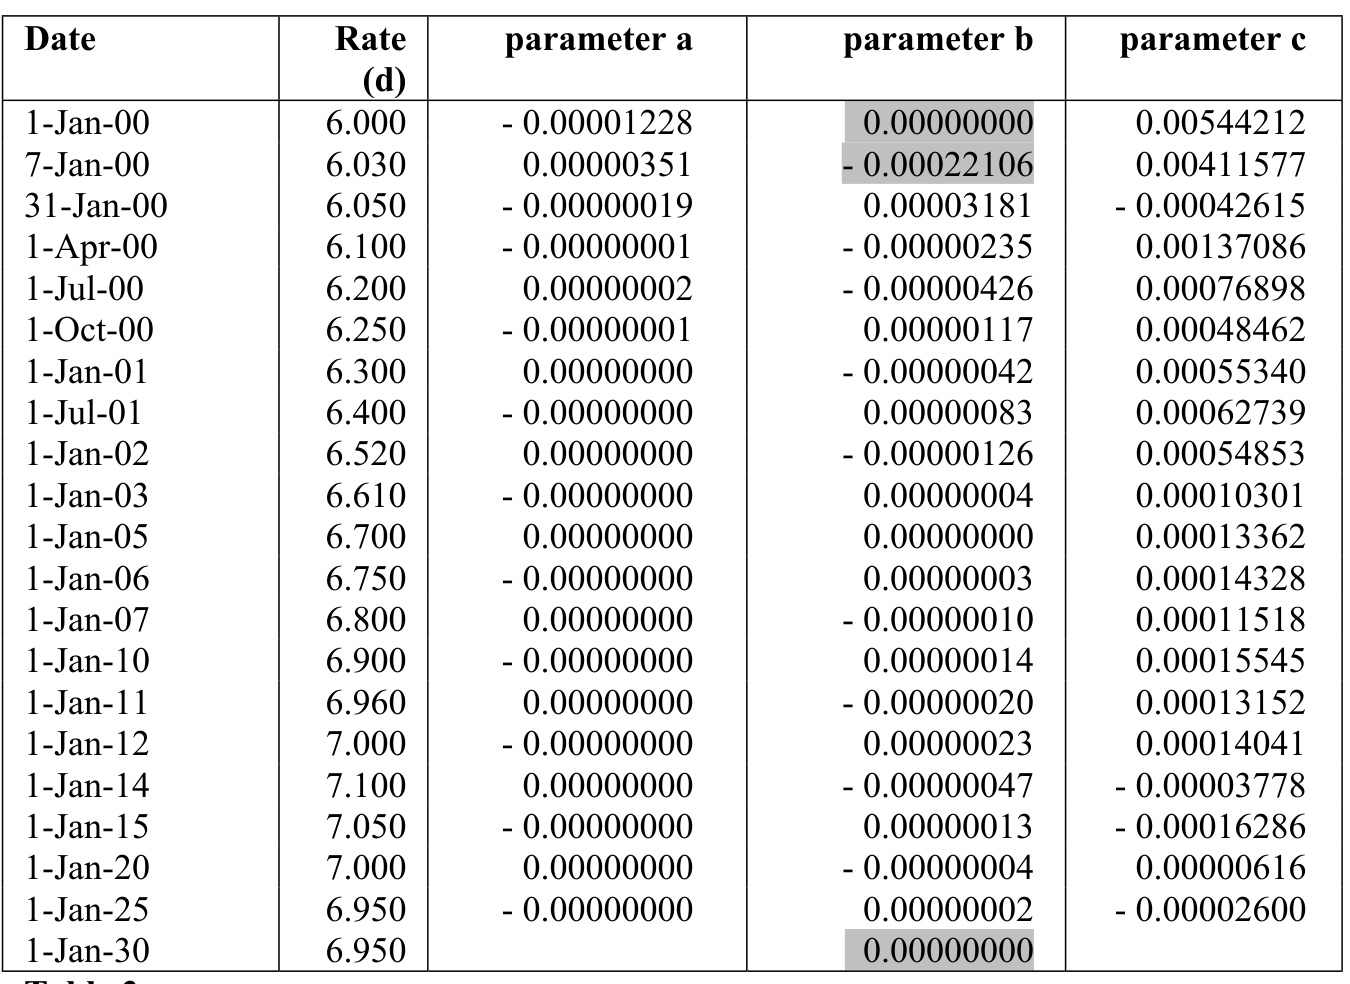 Date Rate (d) parameter a parameter b parameter c
1-Jan-00 6.000 - 0.00001228 0.00000000 0.00544212
7-Jan-00 6.030 0.00000351 - 0.00022106 0.00411577
31-Jan-00 6.050 - 0.00000019 0.00003181 - 0.00042615
1-Apr-00 6.100 - 0.00000001 - 0.00000235 0.00137086
1-Jul-00 6.200 0.00000002 - 0.00000426 0.00076898
1-Oct-00 6.250 - 0.00000001 0.00000117 0.00048462
1-Jan-01 6.300 0.00000000 - 0.00000042 0.00055340
1-Jul-01 6.400 - 0.00000000 0.00000083 0.00062739
1-Jan-02 6.520 0.00000000 - 0.00000126 0.00054853
1-Jan-03 6.610 - 0.00000000 0.00000004 0.00010301
1-Jan-05 6.700 0.00000000 0.00000000 0.00013362
1-Jan-06 6.750 - 0.00000000 0.00000003 0.00014328
1-Jan-07 6.800 0.00000000 - 0.00000010 0.00011518
1-Jan-10 6.900 - 0.00000000 0.00000014 0.00015545
1-Jan-11 6.960 0.00000000 - 0.00000020 0.00013152
1-Jan-12 7.000 - 0.00000000 0.00000023 0.00014041
1-Jan-14 7.100 0.00000000 - 0.00000047 - 0.00003778
1-Jan-15 7.050 - 0.00000000 0.00000013 - 0.00016286
1-Jan-20 7.000 0.00000000 - 0.00000004 0.00000616
1-Jan-25 6.950 - 0.00000000 0.00000002 - 0.00002600
1-Jan-30 6.950 0.00000000